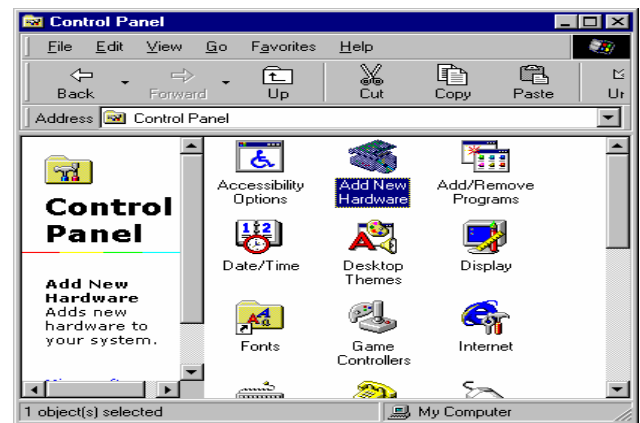 Control Panel
File Edit View Go Favorites Help
Back Forward Up Cut Copy Paste
Address Control Panel
Control
Panel
Add New
Hardware
Adds new
hardware to
your system.
Accessibility
Options
Add New
Hardware
Add/Remove
Programs
Date/Time
Desktop
Themes
Display
Fonts
Game
Controllers
Internet
1 object(s) selected
My Computer